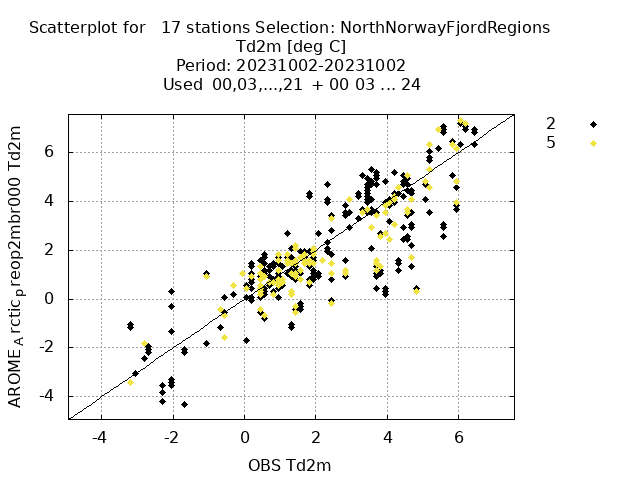 Scatterplot for   17 stations Selection: NorthNorwayFjordRegions
Td2m [deg C]
Period: 20231002-20231002
Used  00,03,...,21  + 00 03 ... 24
2
5
AROME_Arctic_preop2mbr000 Td2m
6
4
2
0
-2
-4
-4 -2 0 2 4 6
OBS Td2m